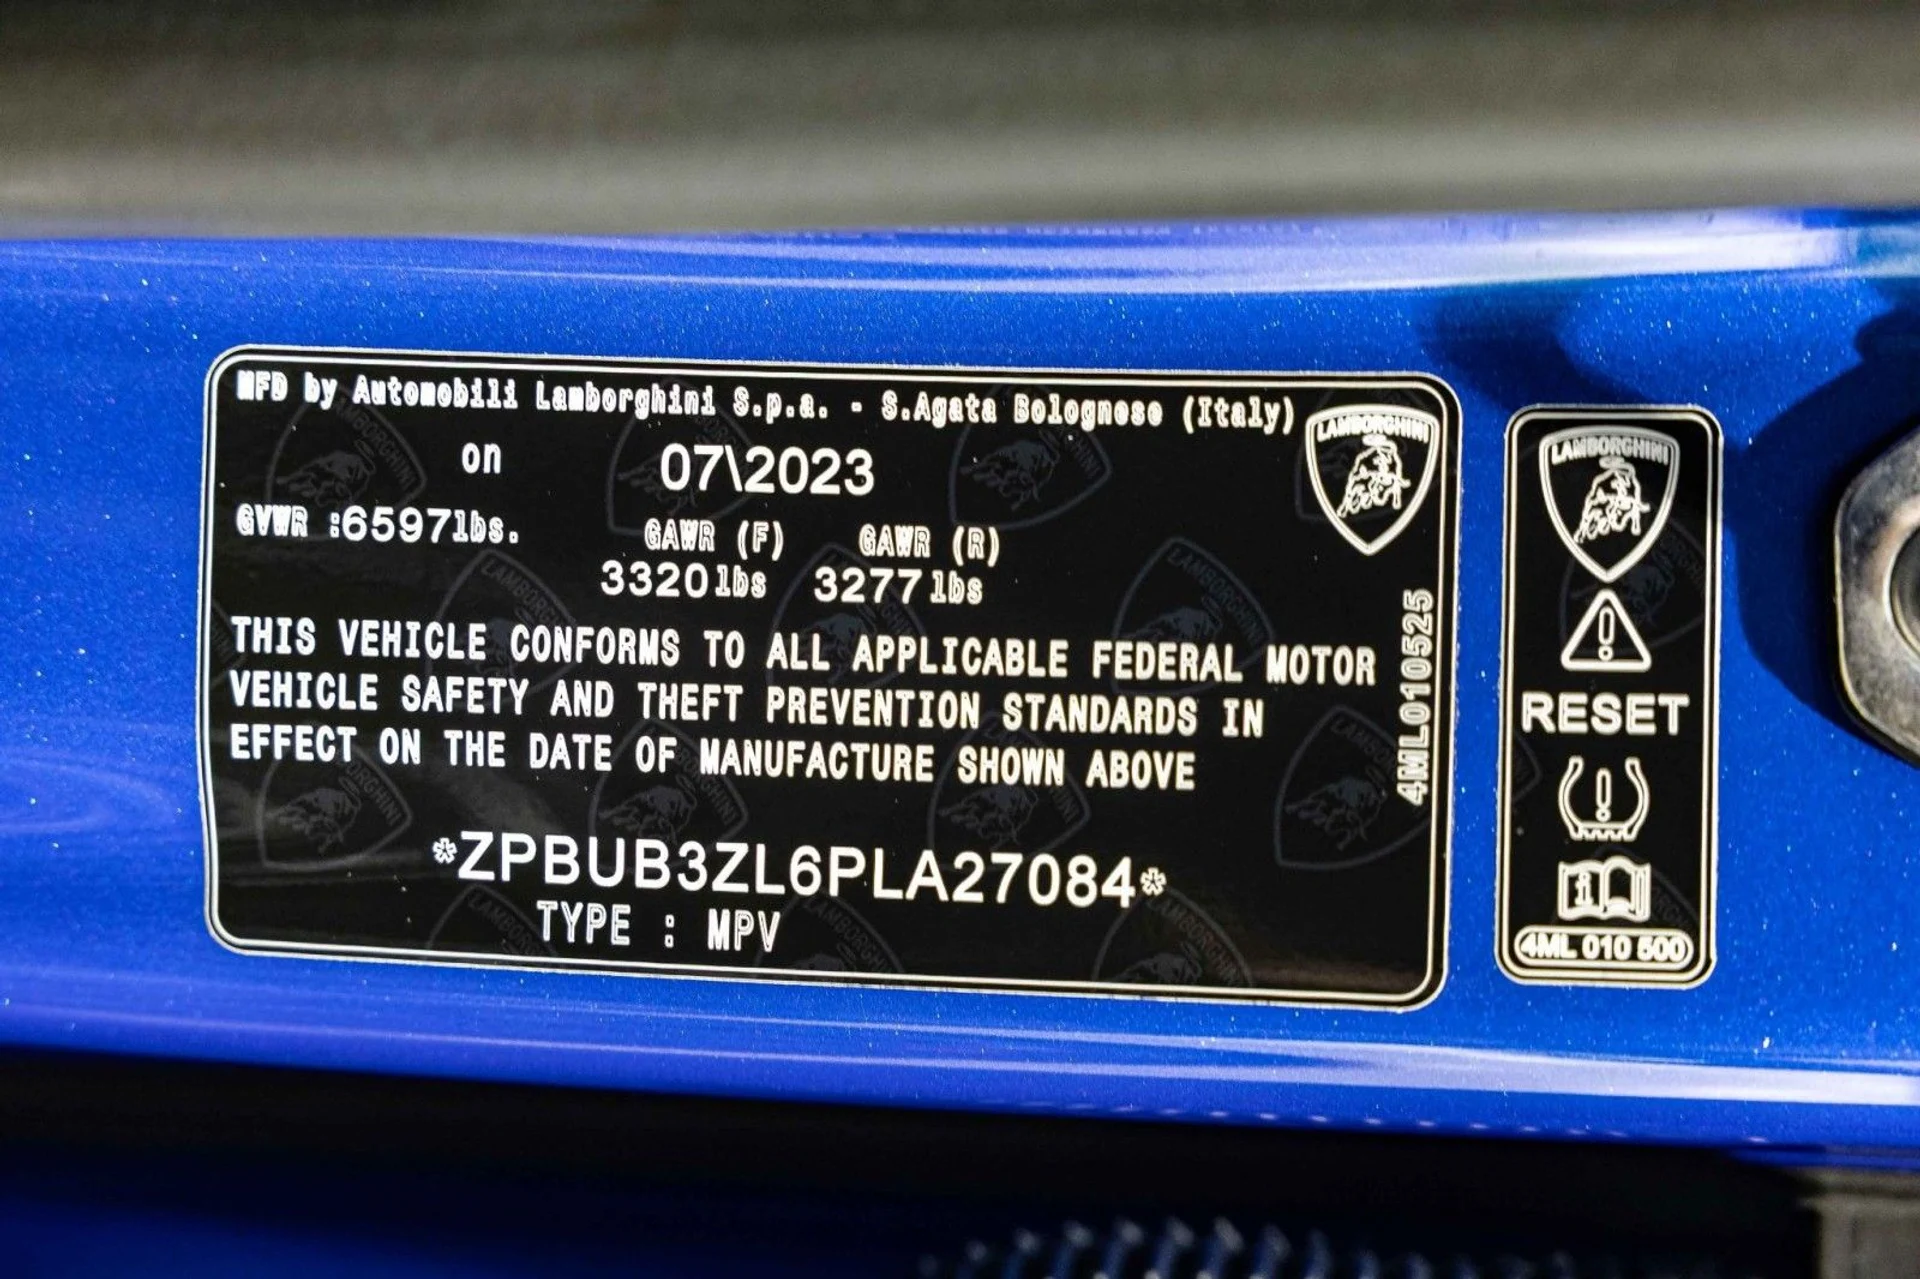 MFD by Automobili Lamborghini S.p.a. - S.Agata Bolognese (Italy)
on 07\2023
GVWR :6597lbs. GAWR (F) GAWR (R)
3320lbs 3277lbs
THIS VEHICLE CONFORMS TO ALL APPLICABLE FEDERAL MOTOR
VEHICLE SAFETY AND THEFT PREVENTION STANDARDS IN
EFFECT ON THE DATE OF MANUFACTURE SHOWN ABOVE
*ZPBUB3ZL6PLA27084*
TYPE : MPV
LAMBORGHINI
4ML010525
LAMBORGHINI
RESET
4ML 010 500